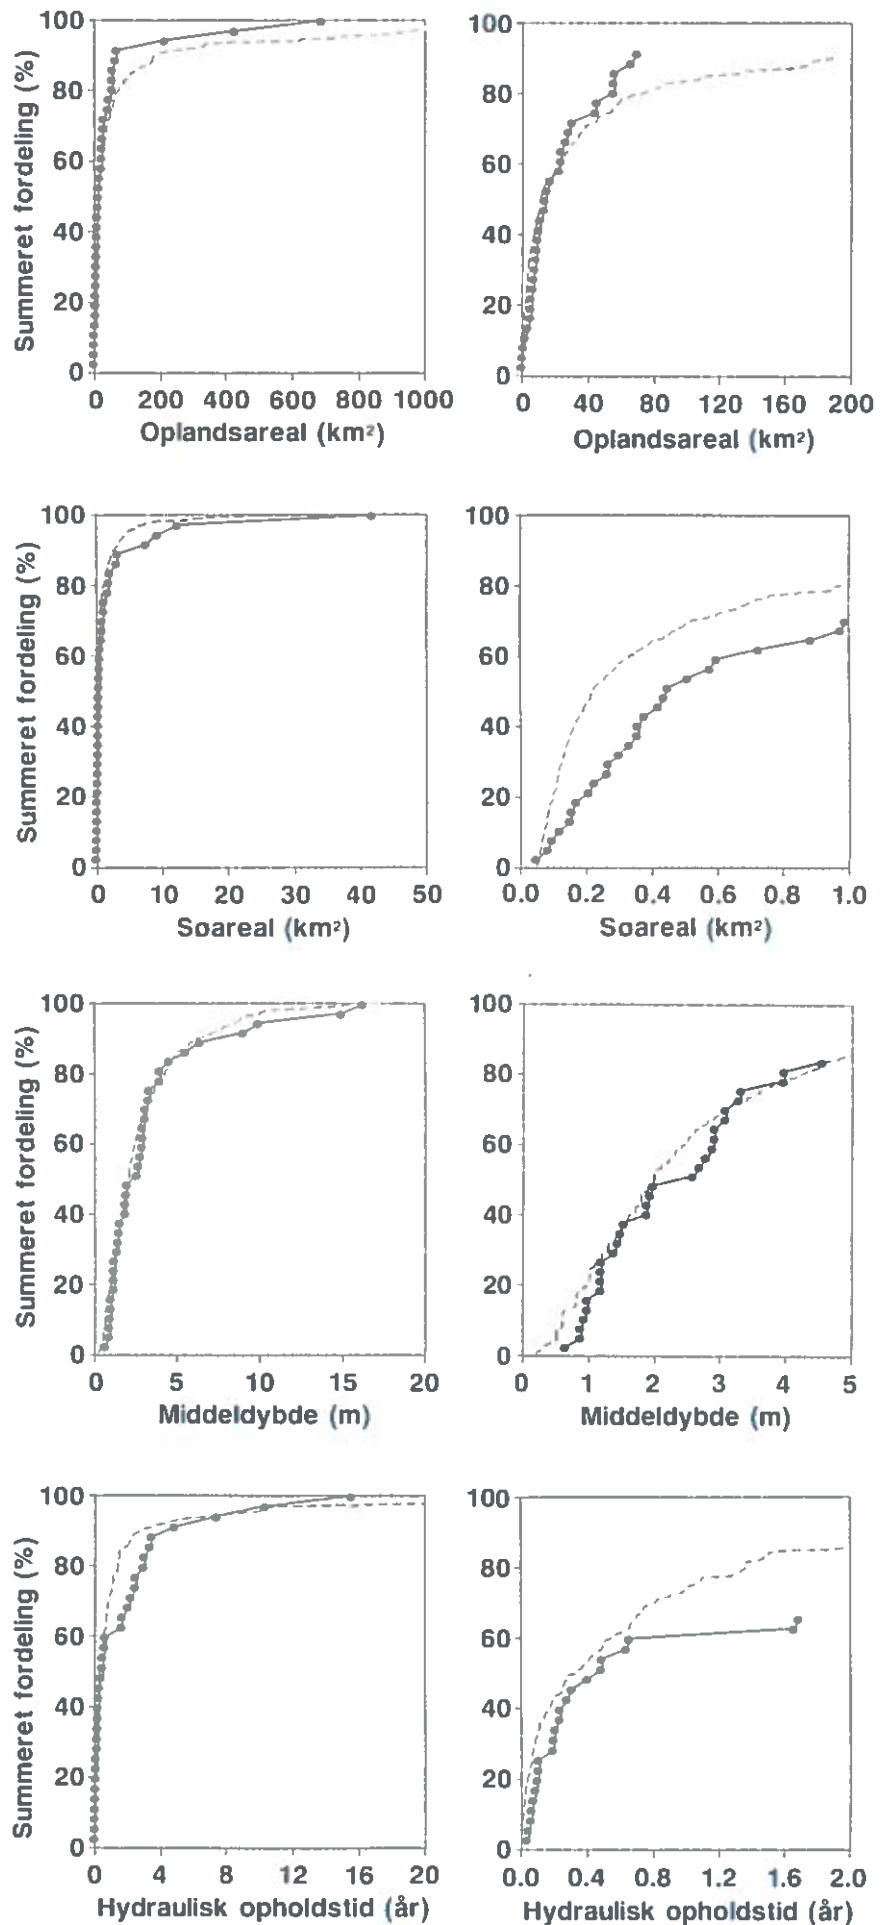 Summeret fordeling (%)
100
80
60
40
20
0
0 200 400 600 800 1000
Oplandsareal (km²)
100
80
60
40
20
0
0 40 80 120 160 200
Oplandsareal (km²)
Summeret fordeling (%)
100
80
60
40
20
0
0 10 20 30 40 50
Søareal (km²)
100
80
60
40
20
0
0.0 0.2 0.4 0.6 0.8 1.0
Søareal (km²)
Summeret fordeling (%)
100
80
60
40
20
0
0 5 10 15 20
Middeldybde (m)
100
80
60
40
20
0
0 1 2 3 4 5
Middeldybde (m)
Summeret fordeling (%)
100
80
60
40
20
0
0 4 8 12 16 20
Hydraulisk opholdstid (år)
100
80
60
40
20
0
0.0 0.4 0.8 1.2 1.6 2.0
Hydraulisk opholdstid (år)